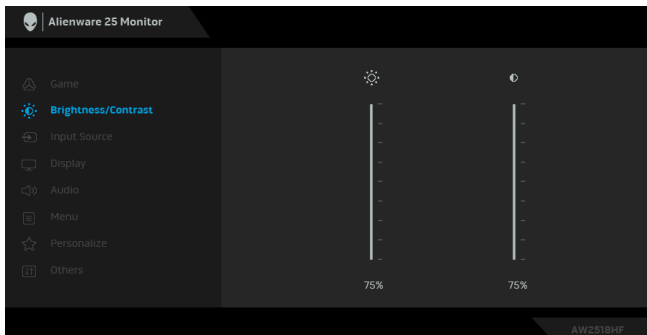 Alienware 25 Monitor
Game
Brightness/Contrast
Input Source
Display
Audio
Menu
Personalize
Others
75%
75%
AW2518HF